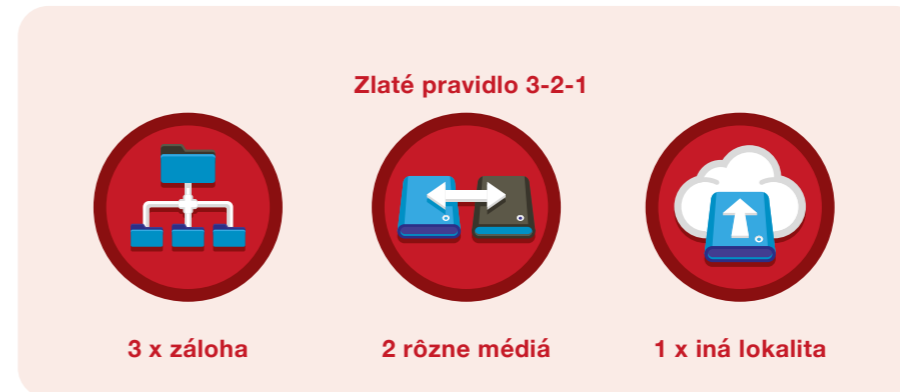 Zlaté pravidlo 3-2-1
3 x záloha
2 rôzne médiá
1 x iná lokalita